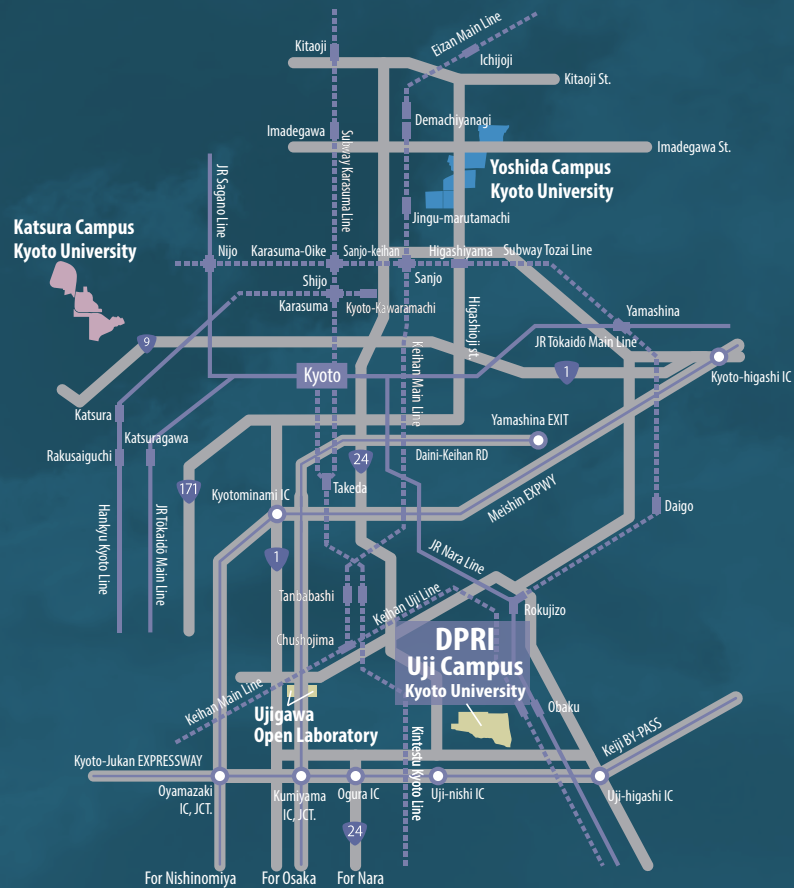 Eizan Main Line
Kitaoji
Ichijoji
Kitaoji St.
Demachiyanagi
Imadegawa
Subway Karasuma Line
Imadegawa St.
JR Sagano Line
Yoshida Campus
Kyoto University
Jingu-marutamachi
Katsura Campus
Kyoto University
Nijo
Karasuma-Oike
Sanjo-keihan
Higashiyama
Subway Tozai Line
Sanjo
Shijo
Karasuma
Kyoto-Kawaramachi
Higashioji st.
Yamashina
JR Tōkaidō Main Line
9
Keihan Main Line
Kyoto
1
Kyoto-higashi IC
Katsura
Yamashina EXIT
Katsuragawa
Rakusaiguchi
Daini-Keihan RD
24
171
Takeda
Kyotominami IC
Meishin EXPWY
Daigo
Hankyu Kyoto Line
JR Tōkaidō Main Line
1
JR Nara Line
Tanbabashi
Keihan Uji Line
Rokujizo
Chushojima
DPRI
Uji Campus
Kyoto University
Keihan Main Line
Obaku
Ujigawa
Open Laboratory
Kintestu Kyoto Line
Keiji BY-PASS
Kyoto-Jukan EXPRESSWAY
Oyamazaki
IC, JCT.
Kumiyama
IC, JCT.
Ogura IC
Uji-nishi IC
Uji-higashi IC
24
For Nishinomiya
For Osaka
For Nara